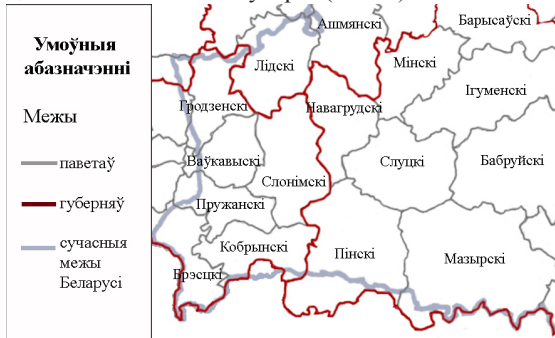 Умоўныя
абазначэнні
Межы
паветаў
губерняў
сучасныя
межы
Беларусі
Ашмянскі
Барысаўскі
Лідскі
Мінскі
Ігуменскі
Гродзенскі
Навагрудскі
Ваўкавыскі
Слуцкі
Бабруйскі
Слонімскі
Пружанскі
Кобрынскі
Пінскі
Мазырскі
Брэсцкі